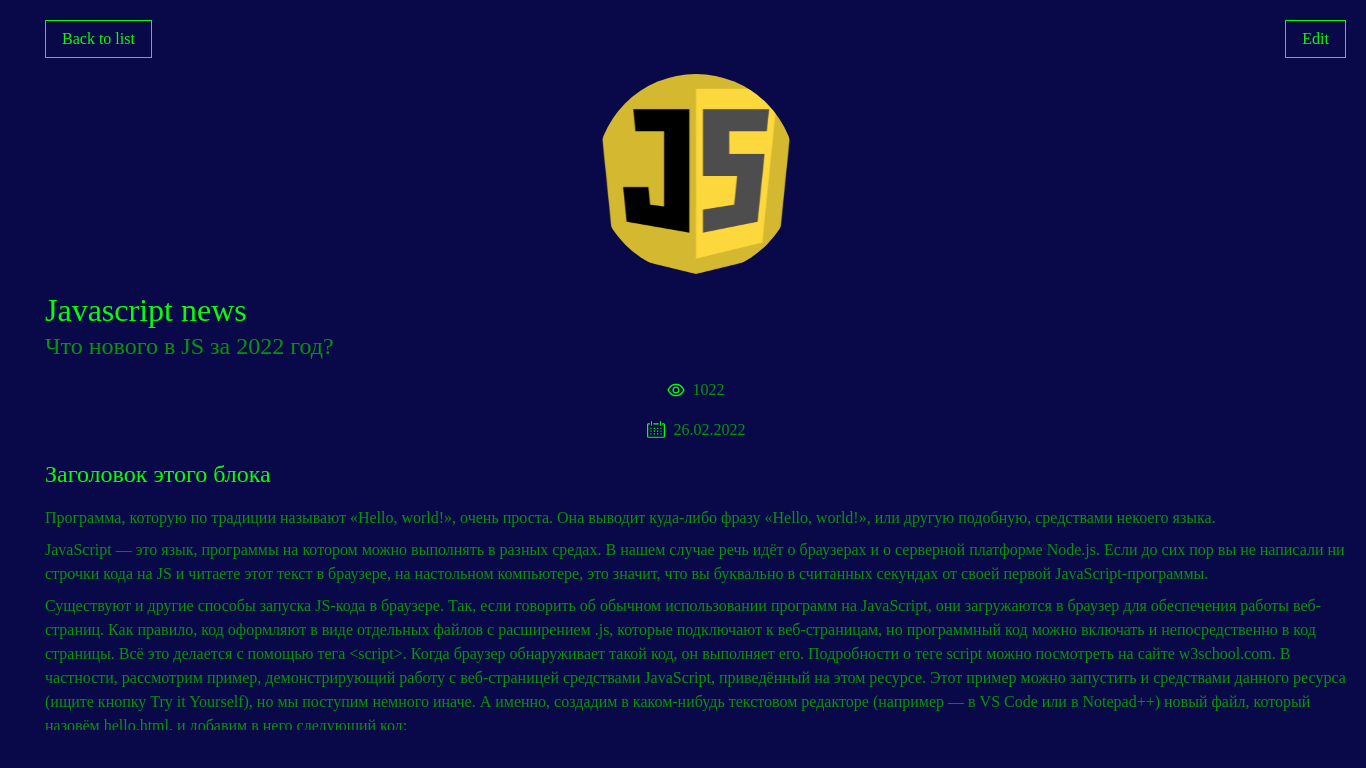 Back to list
Edit
JS
Javascript news
Что нового в JS за 2022 год?
1022
26.02.2022
Заголовок этого блока
Программа, которую по традиции называют «Hello, world!», очень проста. Она выводит куда-либо фразу «Hello, world!», или другую подобную, средствами некоего языка.
JavaScript — это язык, программы на котором можно выполнять в разных средах. В нашем случае речь идёт о браузерах и о серверной платформе Node.js. Если до сих пор вы не написали ни
строчки кода на JS и читаете этот текст в браузере, на настольном компьютере, это значит, что вы буквально в считанных секундах от своей первой JavaScript-программы.
Существуют и другие способы запуска JS-кода в браузере. Так, если говорить об обычном использовании программ на JavaScript, они загружаются в браузер для обеспечения работы веб-
страниц. Как правило, код оформляют в виде отдельных файлов с расширением .js, которые подключают к веб-страницам, но программный код можно включать и непосредственно в код
страницы. Всё это делается с помощью тега <script>. Когда браузер обнаруживает такой код, он выполняет его. Подробности о теге script можно посмотреть на сайте w3school.com. В
частности, рассмотрим пример, демонстрирующий работу с веб-страницей средствами JavaScript, приведённый на этом ресурсе. Этот пример можно запустить и средствами данного ресурса
(ищите кнопку Try it Yourself), но мы поступим немного иначе. А именно, создадим в каком-нибудь текстовом редакторе (например — в VS Code или в Notepad++) новый файл, который
назовём hello.html, и добавим в него следующий код: